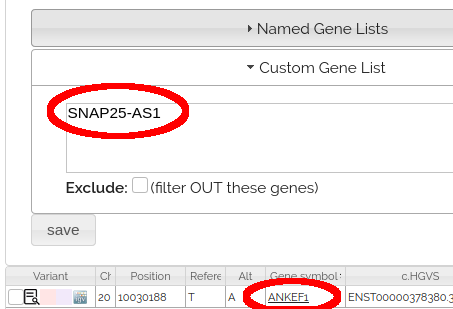 Named Gene Lists
Custom Gene List
SNAP25-AS1
Exclude: (filter OUT these genes)
save
Variant Ch Position Refere Alt Gene symbol c.HGVS
20 10030188 T A ANKEF1 ENST00000378380.3